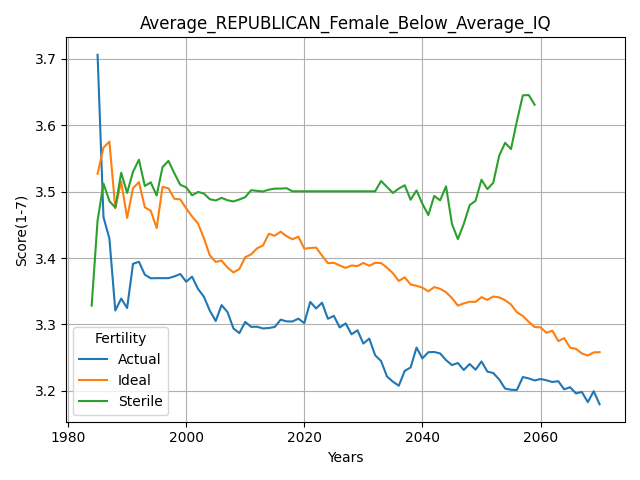 Average_REPUBLICAN_Female_Below_Average_IQ
Score(1-7)
3.7
3.6
3.5
3.4
3.3
3.2
Fertility
Actual
Ideal
Sterile
1980
2000
2020
2040
2060
Years